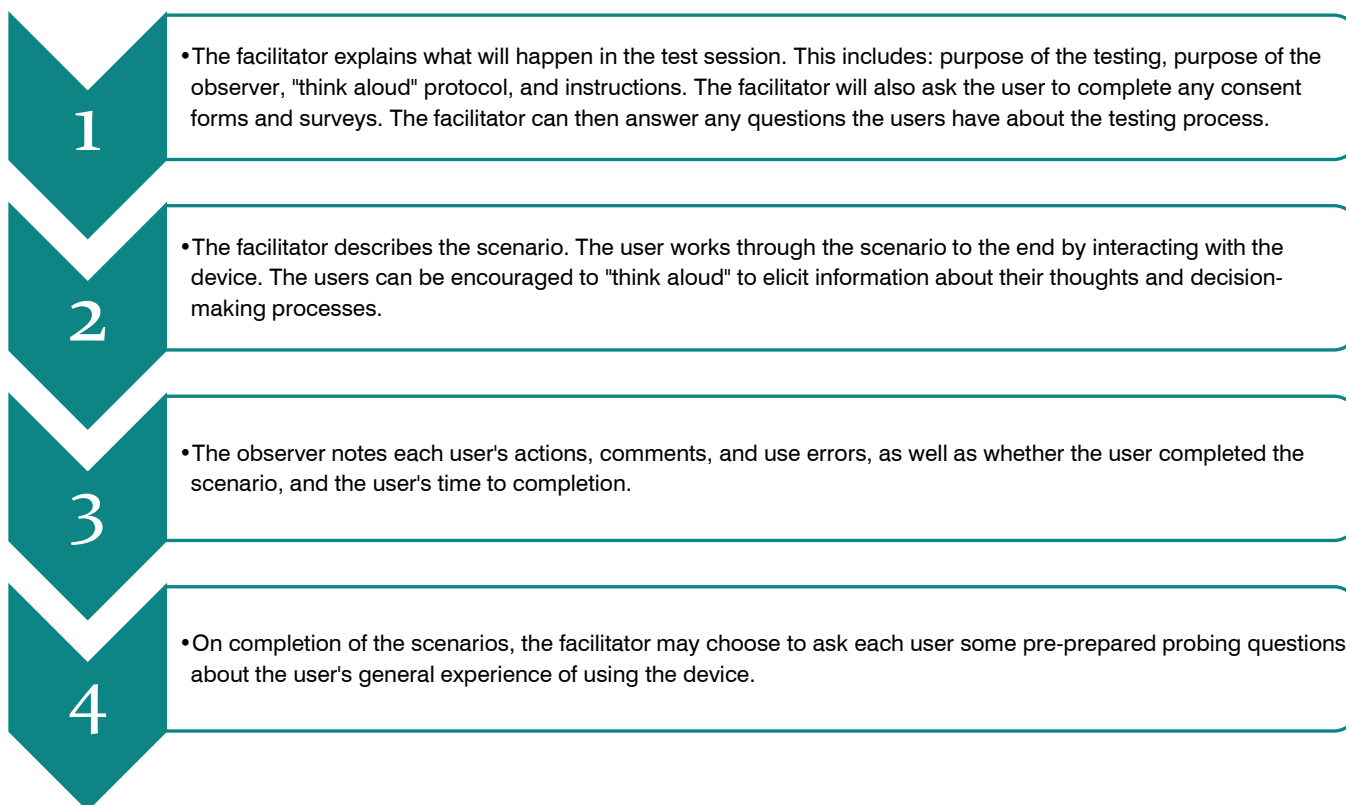 1
•The facilitator explains what will happen in the test session. This includes: purpose of the testing, purpose of the
observer, "think aloud" protocol, and instructions. The facilitator will also ask the user to complete any consent
forms and surveys. The facilitator can then answer any questions the users have about the testing process.
2
•The facilitator describes the scenario. The user works through the scenario to the end by interacting with the
device. The users can be encouraged to "think aloud" to elicit information about their thoughts and decision-
making processes.
3
•The observer notes each user's actions, comments, and use errors, as well as whether the user completed the
scenario, and the user's time to completion.
4
•On completion of the scenarios, the facilitator may choose to ask each user some pre-prepared probing questions
about the user's general experience of using the device.